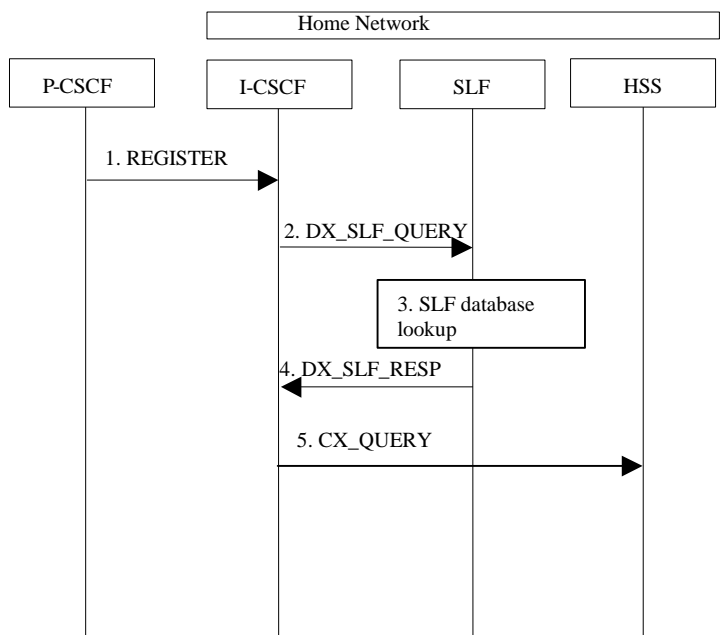 Home Network
P-CSCF
I-CSCF
SLF
HSS
1. REGISTER
2. DX_SLF_QUERY
3. SLF database
lookup
4. DX_SLF_RESP
5. CX_QUERY